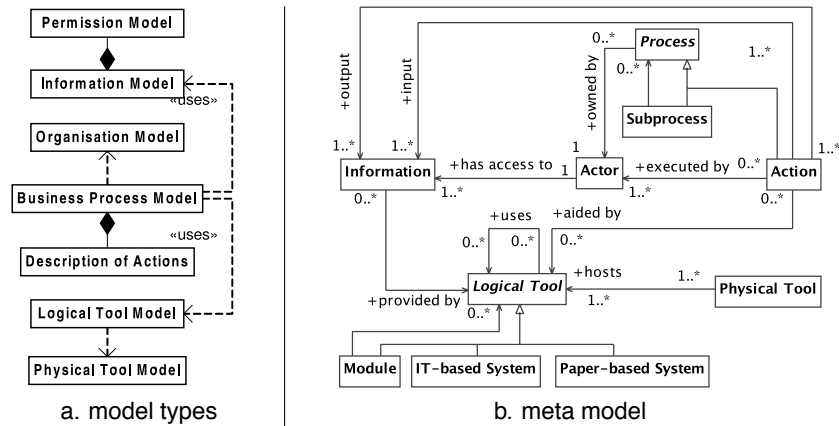 Permission Model
Information Model
«uses»
Organisation Model
Business Process Model
«uses»
Description of Actions
Logical Tool Model
Physical Tool Model
a. model types
0..*
Process
0..*
1..*
+output
+input
+owned by
Subprocess
1..*
1..*
1
1..*
Information
+has access to
1
Actor
+executed by
0..*
Action
0..*
1..*
1..*
0..*
+uses
+aided by
0..*
0..*
0..*
+hosts
1..*
Logical Tool
Physical Tool
+provided by
1..*
0..*
Module
IT-based System
Paper-based System
b. meta model